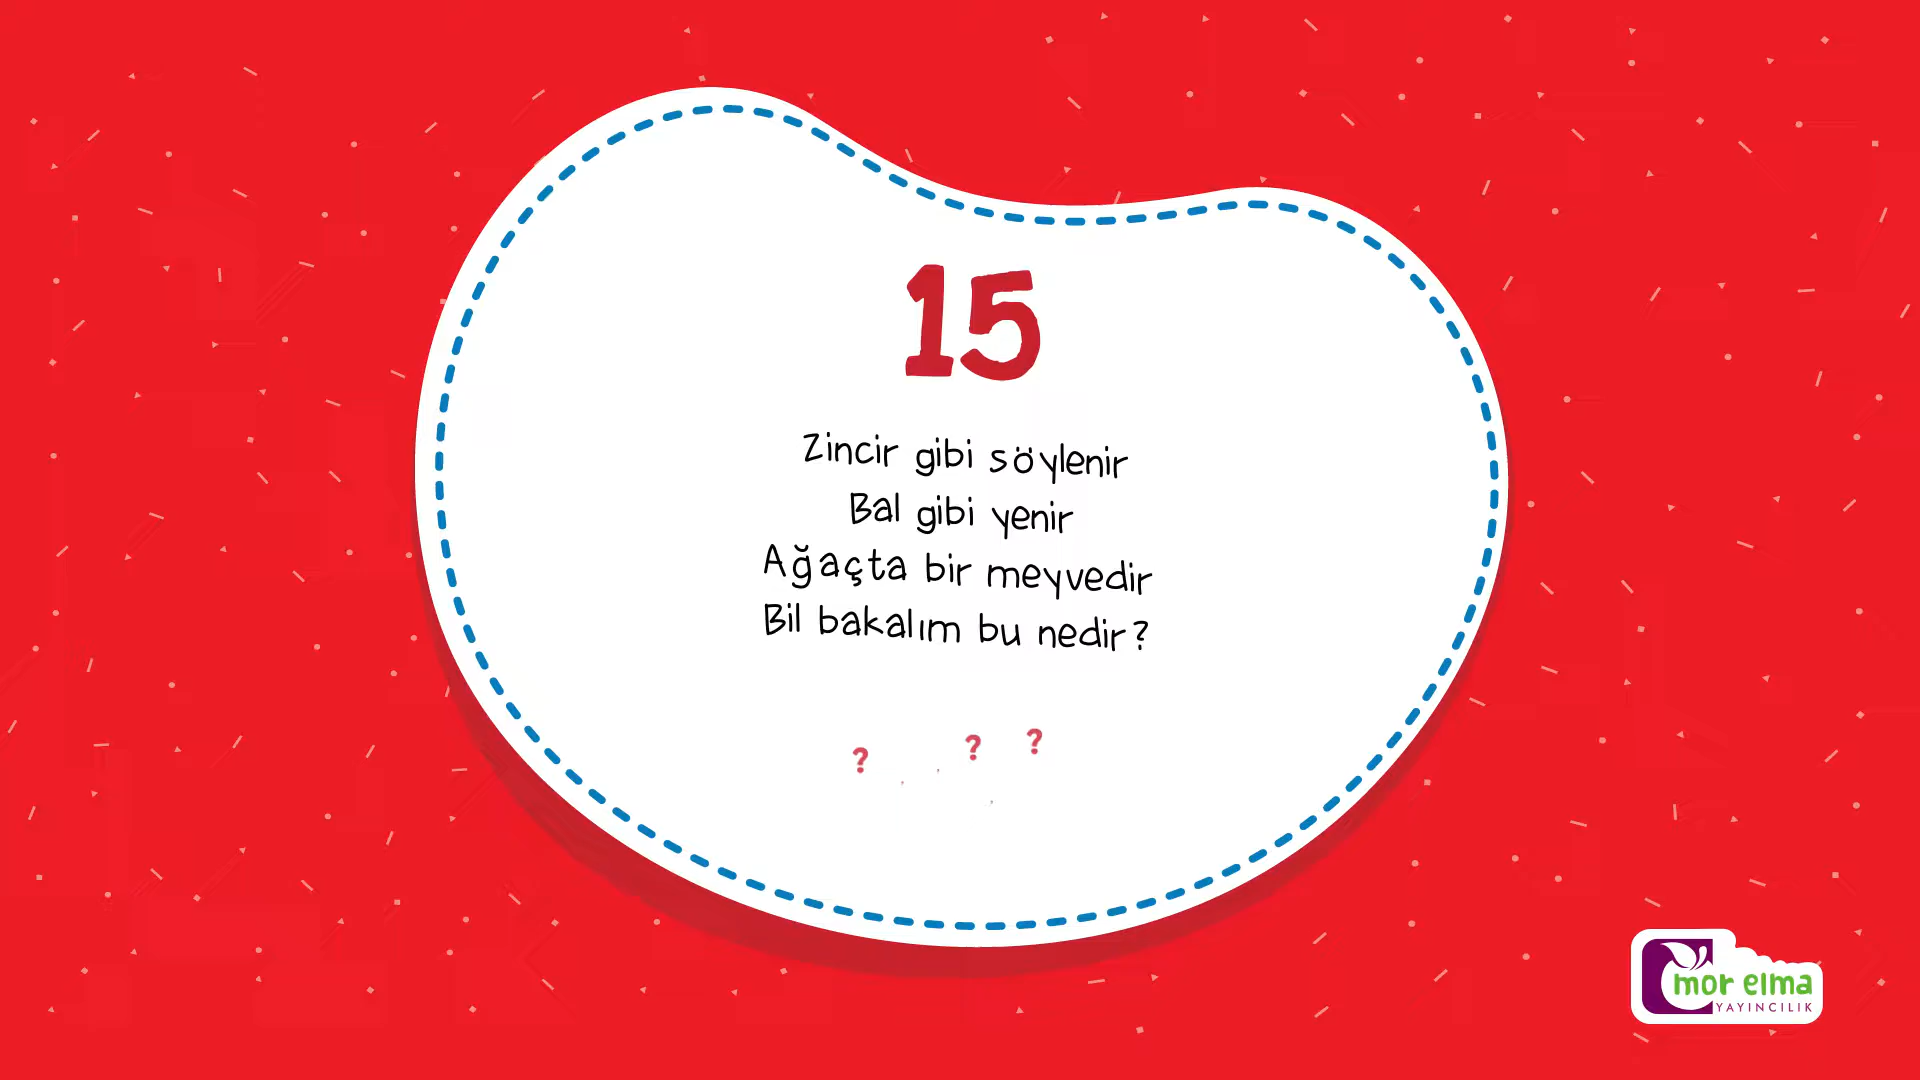 15
Zincir gibi söylenir
Bal gibi yenir
Ağaçta bir meyvedir
Bil bakalım bu nedir?
? ? ?
mor elma
YAYINCILIK